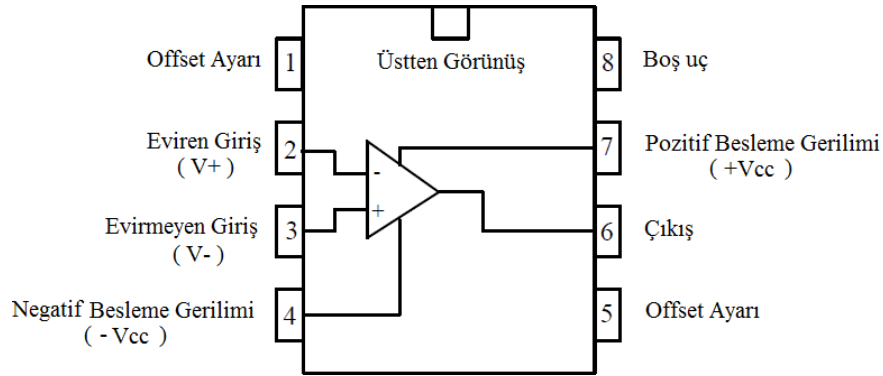 Offset Ayarı
1
Üstten Görünüş
8
Boş uç
Eviren Giriş
( V+ )
2
-
7
Pozitif Besleme Gerilimi
( +Vcc )
Evirmeyen Giriş
( V- )
3
+
6
Çıkış
Negatif Besleme Gerilimi
( - Vcc )
4
5
Offset Ayarı